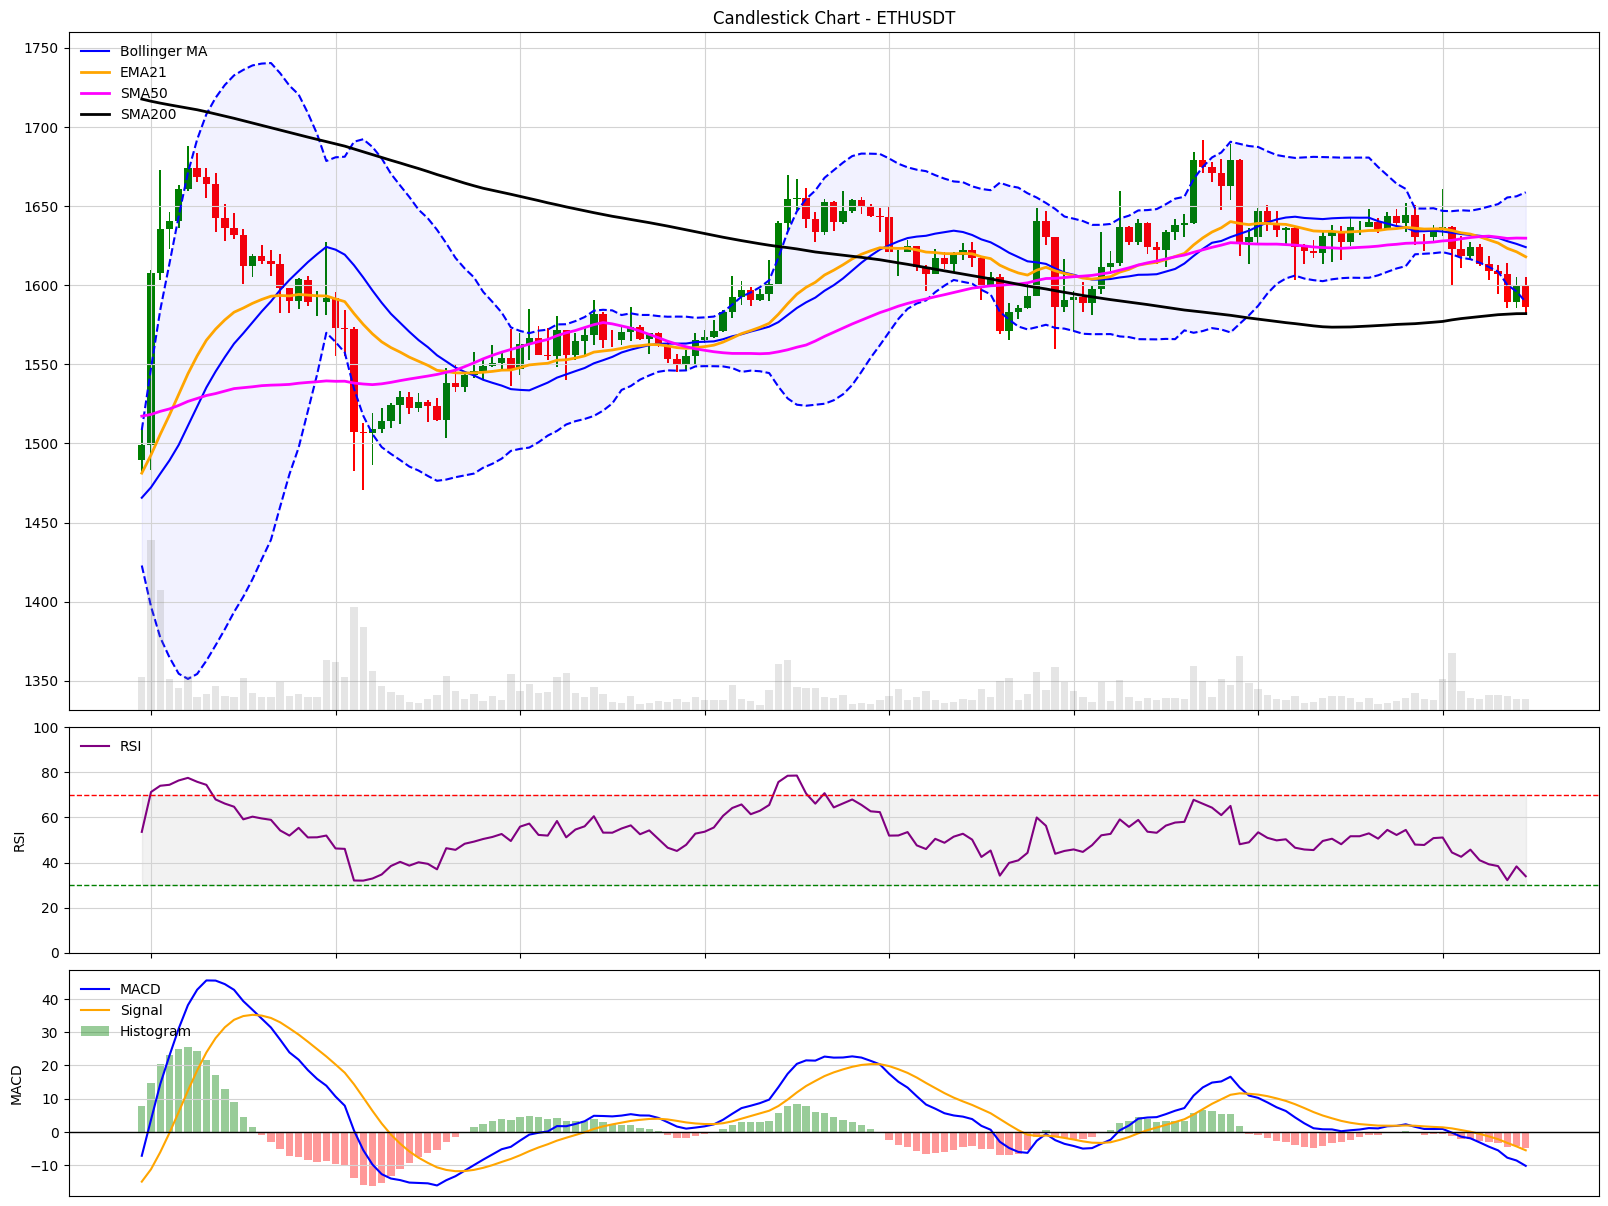 Candlestick Chart - ETHUSDT
1750
1700
1650
1600
1550
1500
1450
1400
1350
Bollinger MA
EMA21
SMA50
SMA200
100
80
60
40
20
0
RSI
RSI
40
30
20
10
0
−10
MACD
MACD
Signal
Histogram